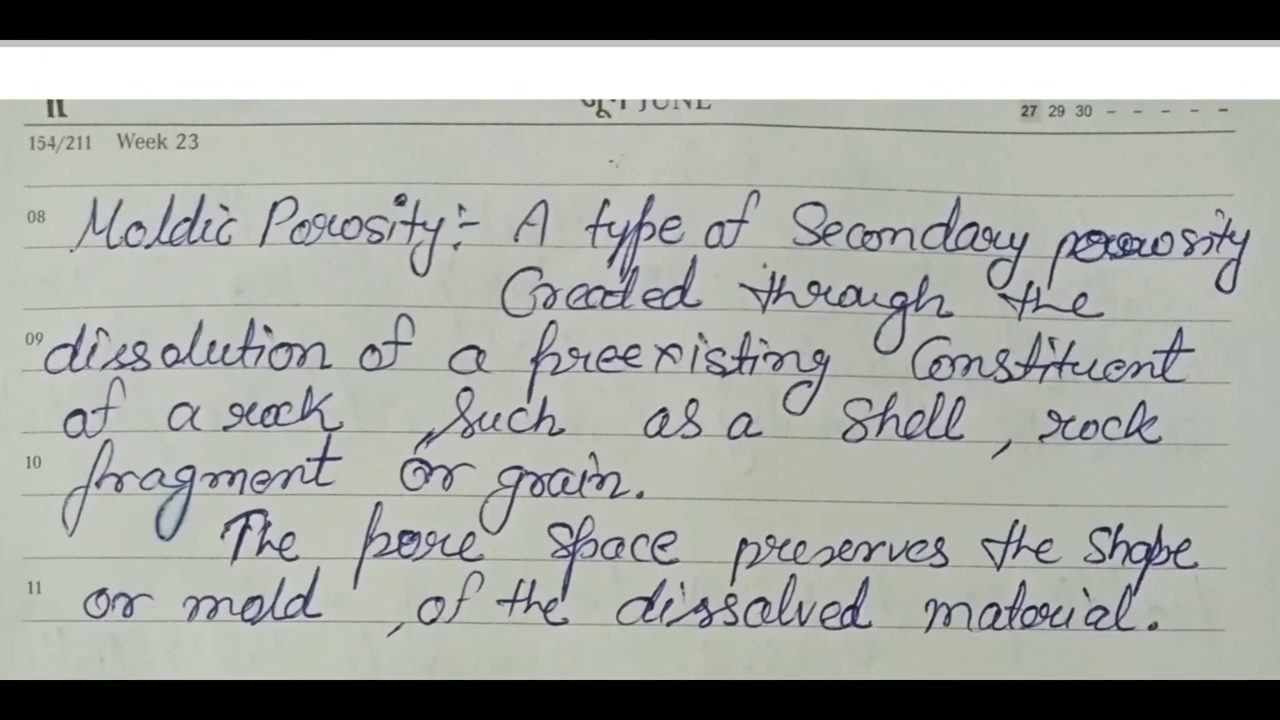 जून JUNE
27 29 30 - - - - -
154/211 Week 23
08 Moldic Porosity:- A type of Secondary porosity
Created through the
09 dissolution of a preexisting Constituent
of a rock, Such as a Shell, rock
10 fragment or grain.
The pore space preserves the shape
11 or mold, of the dissolved material.